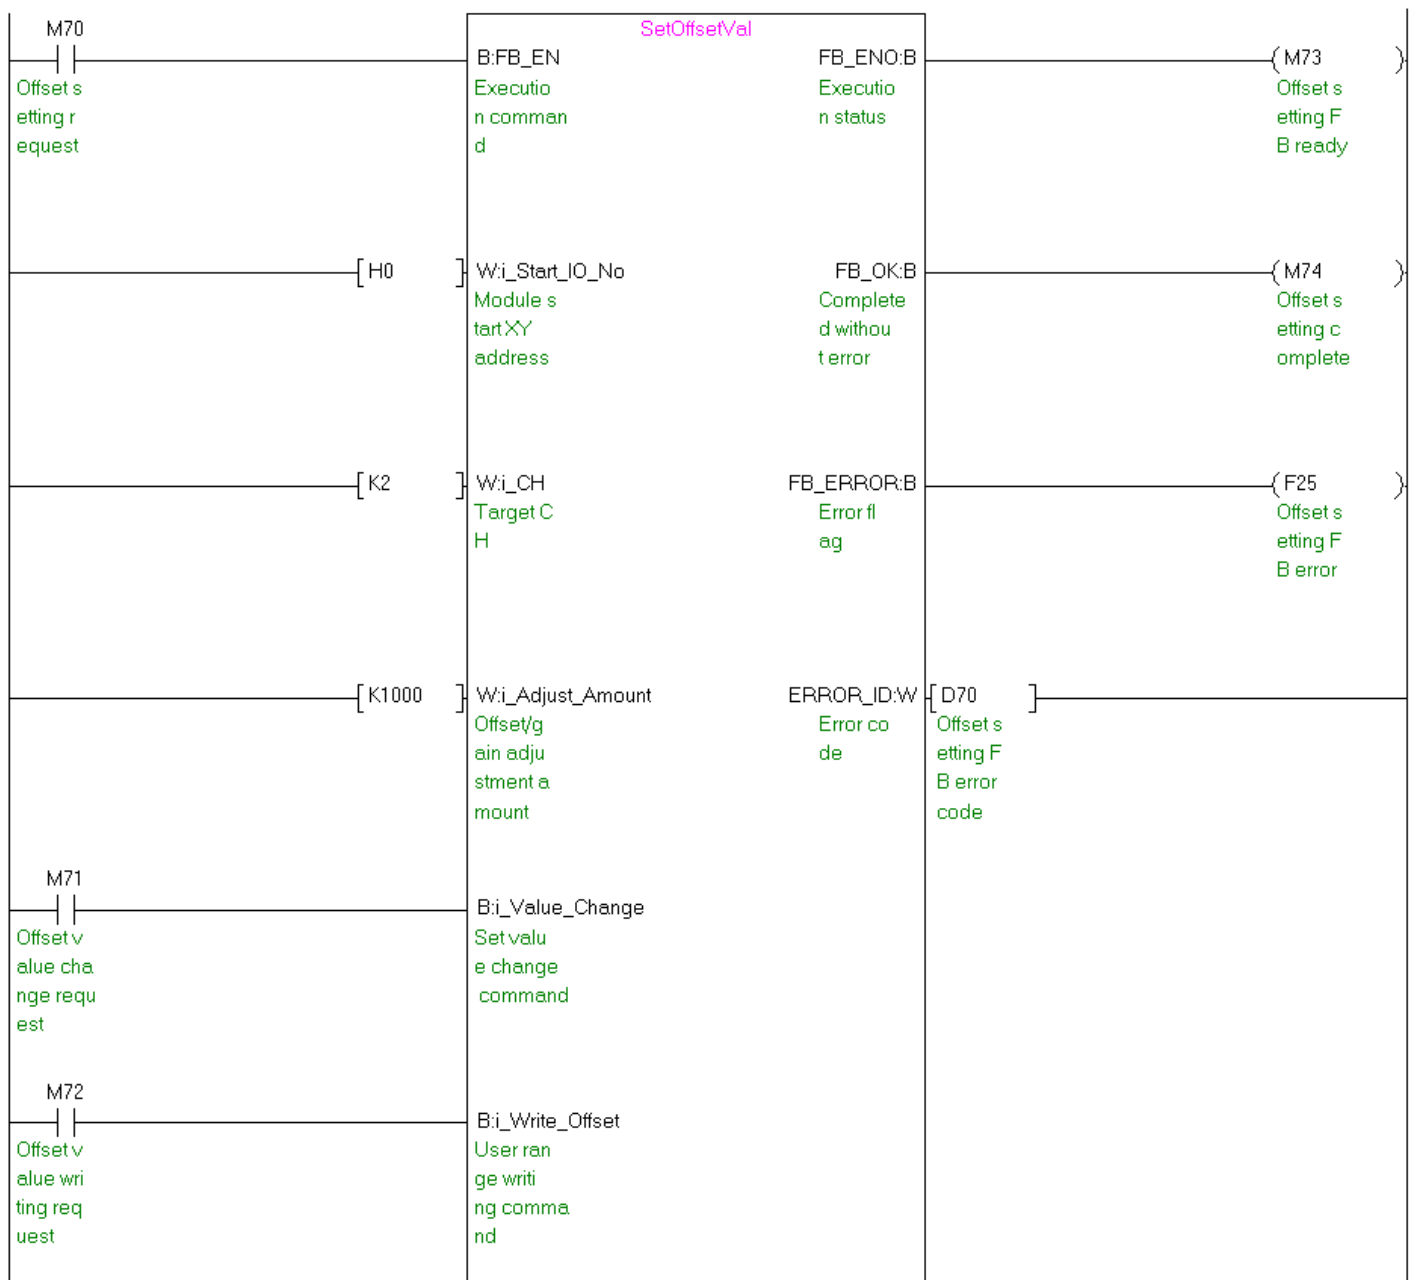 SetOffsetVal
M70
B:FB_EN
FB_ENO:B
M73
Offset s
etting r
equest
Executio
n comman
d
Executio
n status
Offset s
etting F
B ready
H0
W:i_Start_IO_No
FB_OK:B
M74
Module s
tart XY
address
Complete
d withou
t error
Offset s
etting c
omplete
K2
W:i_CH
FB_ERROR:B
F25
Target C
H
Error fl
ag
Offset s
etting F
B error
K1000
W:i_Adjust_Amount
ERROR_ID:W
D70
Offset/g
ain adju
stment a
mount
Error co
de
Offset s
etting F
B error
code
M71
B:i_Value_Change
Offset v
alue cha
nge requ
est
Set valu
e change
command
M72
B:i_Write_Offset
Offset v
alue wri
ting req
uest
User ran
ge writi
ng comma
nd